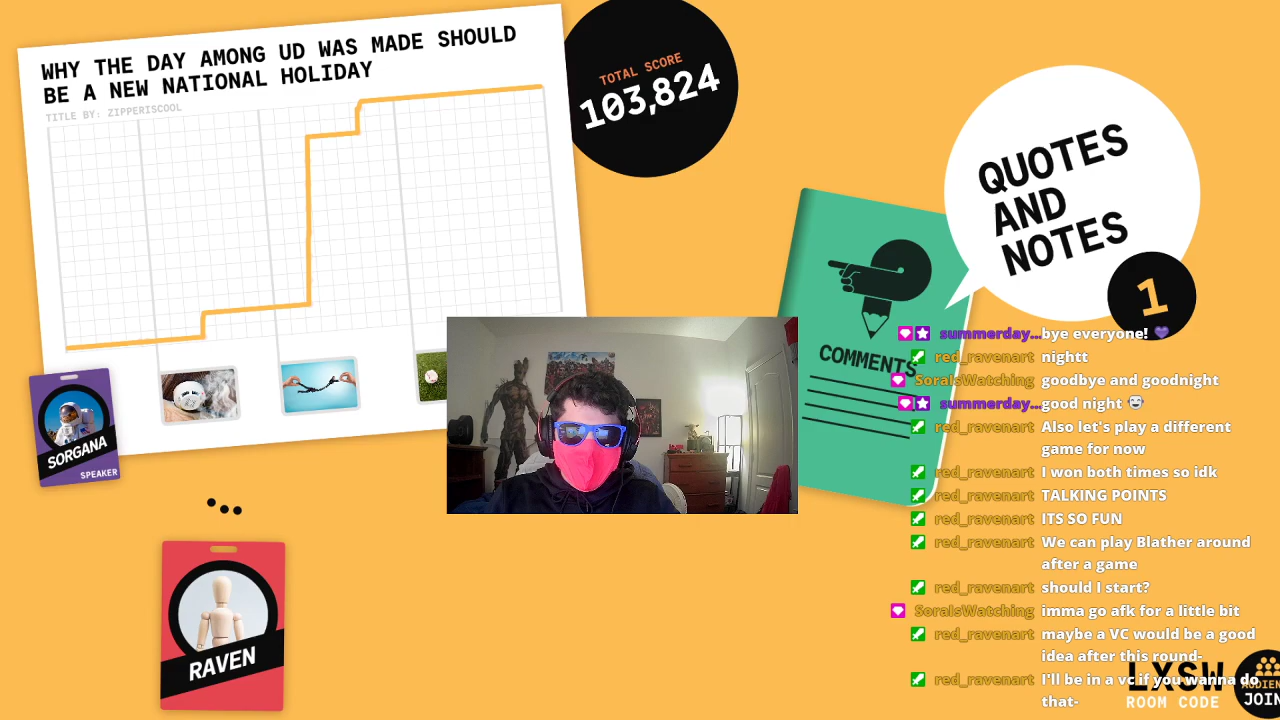 WHY THE DAY AMONG UD WAS MADE SHOULD
BE A NEW NATIONAL HOLIDAY
TITLE BY: ZIPPERISCOOL
TOTAL SCORE
103,824
QUOTES
AND
NOTES
1
COMMENTS
SORGANA
SPEAKER
RAVEN
summerday... bye everyone! 💜
red_ravenart nightt
SoraIsWatching goodbye and goodnight
summerday... good night
red_ravenart Also let's play a different
game for now
red_ravenart I won both times so idk
red_ravenart TALKING POINTS
red_ravenart ITS SO FUN
red_ravenart We can play Blather around
after a game
red_ravenart should I start?
SoraIsWatching imma go afk for a little bit
red_ravenart maybe a VC would be a good
idea after this round-
red_ravenart I'll be in a vc if you wanna do
that-
LXSW
ROOM CODE
JOIN